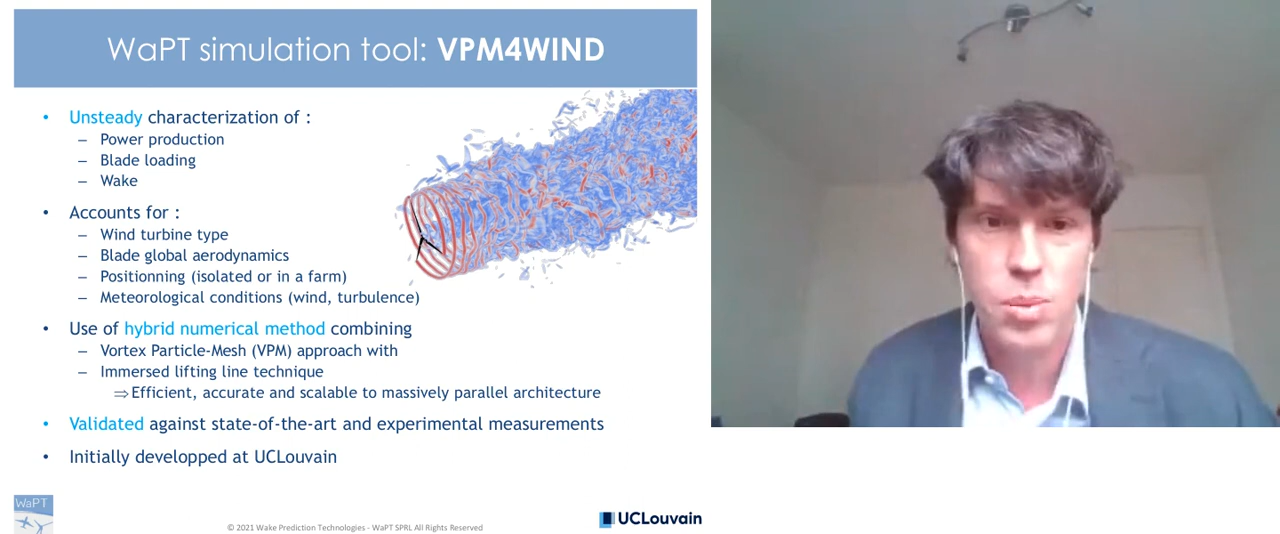 WaPT simulation tool: VPM4WIND
• Unsteady characterization of :
– Power production
– Blade loading
– Wake
• Accounts for :
– Wind turbine type
– Blade global aerodynamics
– Positionning (isolated or in a farm)
– Meteorological conditions (wind, turbulence)
• Use of hybrid numerical method combining
– Vortex Particle-Mesh (VPM) approach with
– Immersed lifting line technique
⇒ Efficient, accurate and scalable to massively parallel architecture
• Validated against state-of-the-art and experimental measurements
• Initially developped at UCLouvain
WaPT
© 2021 Wake Prediction Technologies - WaPT SPRL All Rights Reserved
UCLouvain